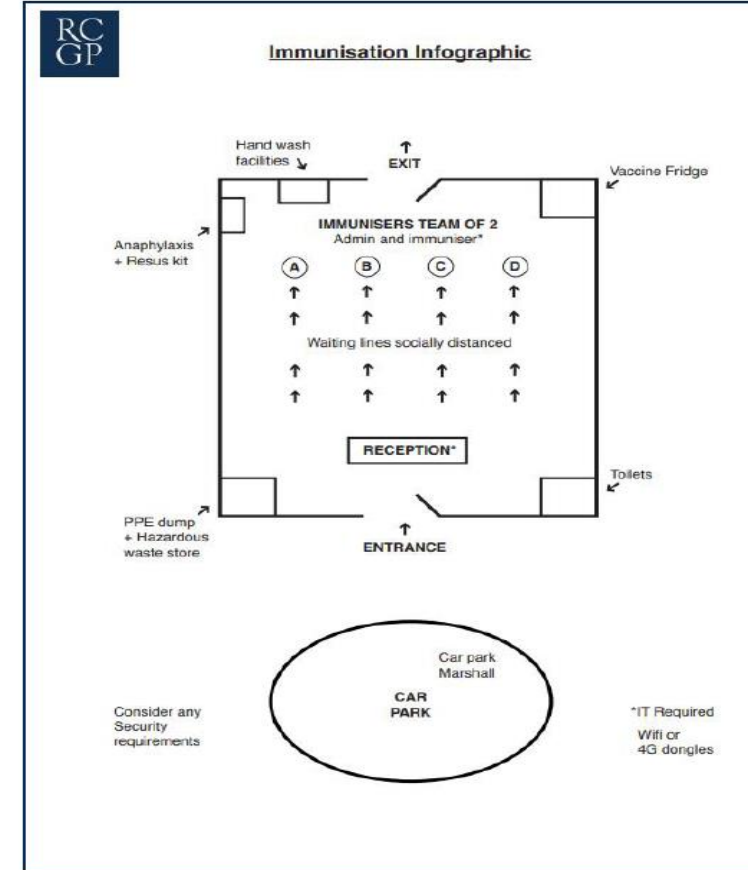 RC
GP
Immunisation Infographic
Hand wash
facilities
EXIT
Vaccine Fridge
IMMUNISERS TEAM OF 2
Admin and immuniser*
Anaphylaxis
+ Resus kit
A B C D
Waiting lines socially distanced
RECEPTION*
Toilets
PPE dump
+ Hazardous
waste store
ENTRANCE
Car park
Marshall
CAR
PARK
Consider any
Security
requirements
*IT Required
Wifi or
4G dongles